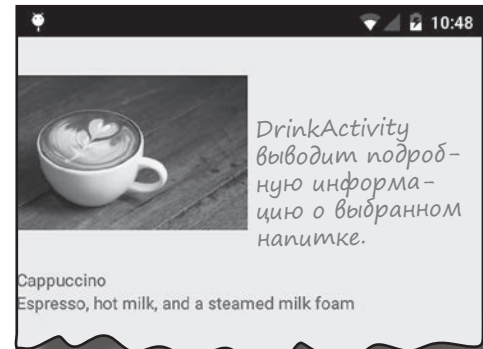 10:48
DrinkActivity
выводит подроб-
ную информа-
цию о выбранном
напитке.
Cappuccino
Espresso, hot milk, and a steamed milk foam